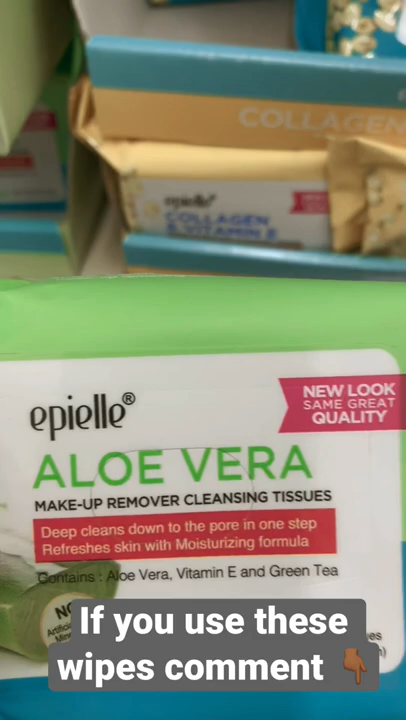 COLLAGEN
epielle
COLLAGEN
& VITAMIN E
epielle®
NEW LOOK
SAME GREAT
QUALITY
ALOE VERA
MAKE-UP REMOVER CLEANSING TISSUES
Deep cleans down to the pore in one step
Refreshes skin with Moisturizing formula
Contains : Aloe Vera, Vitamin E and Green Tea
If you use these
wipes comment 👇🏾